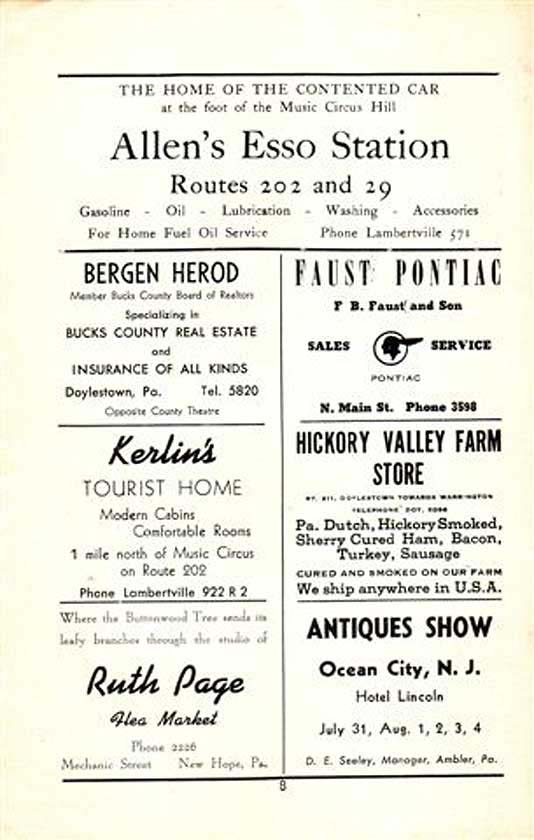 THE HOME OF THE CONTENTED CAR
at the foot of the Music Circus Hill
Allen's Esso Station
Routes 202 and 29
Gasoline - Oil - Lubrication - Washing - Accessories
For Home Fuel Oil Service Phone Lambertville 571
BERGEN HEROD
Member Bucks County Board of Realtors
Specializing in
BUCKS COUNTY REAL ESTATE
and
INSURANCE OF ALL KINDS
Doylestown, Pa. Tel. 5820
Opposite County Theatre
Kerlin's
TOURIST HOME
Modern Cabins
Comfortable Rooms
1 mile north of Music Circus
on Route 202
Phone Lambertville 922 R 2
Where the Buttonwood Tree sends its
leafy branches through the studio of
Ruth Page
Flea Market
Phone 2226
Mechanic Street New Hope, Pa.
FAUST PONTIAC
F B. Faust and Son
SALES SERVICE
PONTIAC
N. Main St. Phone 3598
HICKORY VALLEY FARM
STORE
RT. 611, DOYLESTOWN TOWARDS WARRINGTON
TELEPHONE DOY.
Pa. Dutch, Hickory Smoked,
Sherry Cured Ham, Bacon,
Turkey, Sausage
CURED AND SMOKED ON OUR FARM
We ship anywhere in U.S.A.
ANTIQUES SHOW
Ocean City, N. J.
Hotel Lincoln
July 31, Aug. 1, 2, 3, 4
D. E. Seeley, Manager, Ambler, Pa.
8